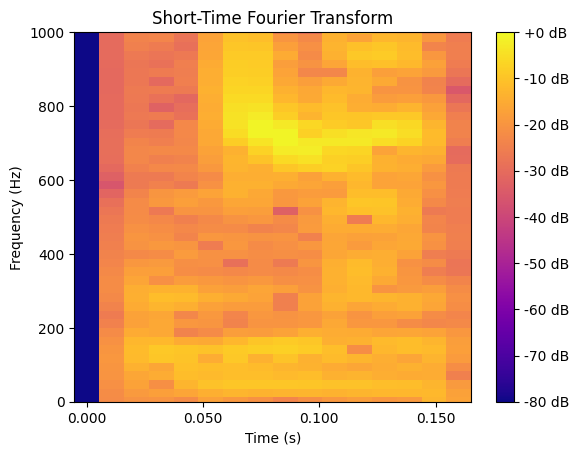 Short-Time Fourier Transform
1000
800
600
400
200
0
Frequency (Hz)
0.000
0.050
0.100
0.150
Time (s)
+0 dB
-10 dB
-20 dB
-30 dB
-40 dB
-50 dB
-60 dB
-70 dB
-80 dB